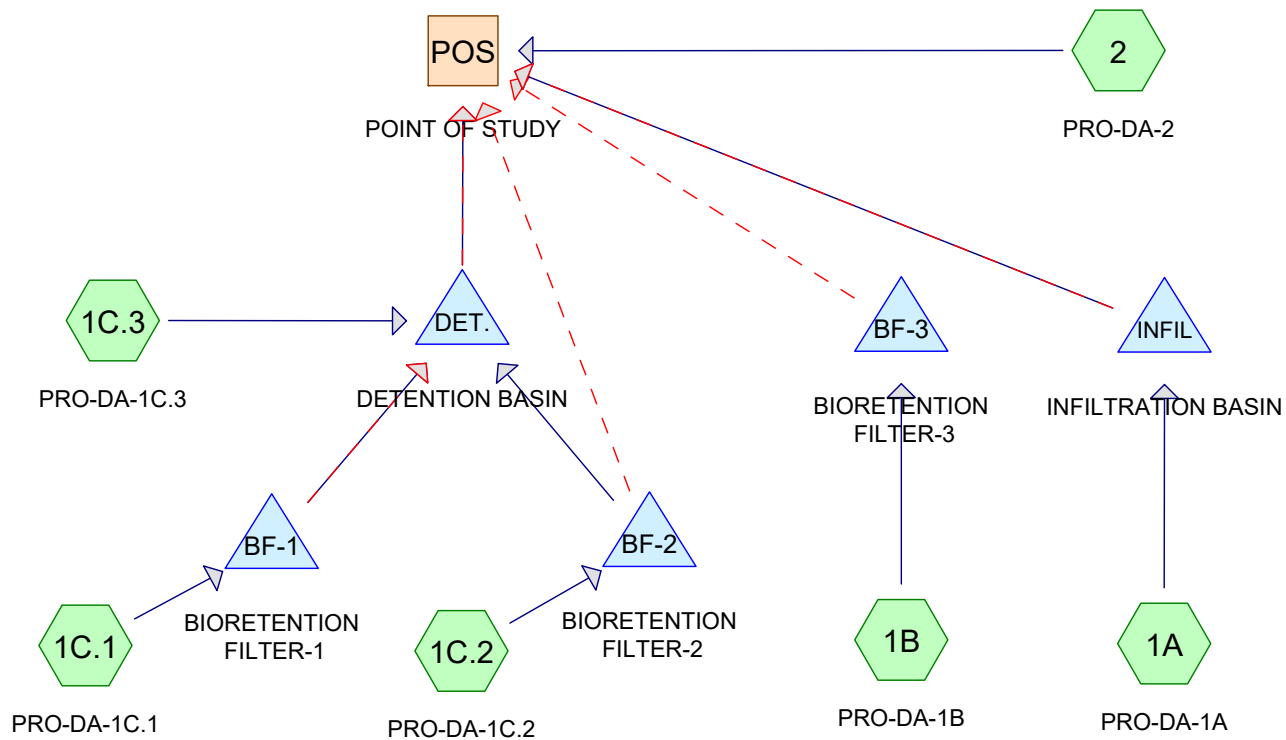 POS
POINT OF STUDY
2
PRO-DA-2
1C.3
PRO-DA-1C.3
DET.
DETENTION BASIN
BF-3
BIORETENTION
FILTER-3
INFIL
INFILTRATION BASIN
BF-1
BIORETENTION
FILTER-1
BF-2
BIORETENTION
FILTER-2
1C.1
PRO-DA-1C.1
1C.2
PRO-DA-1C.2
1B
PRO-DA-1B
1A
PRO-DA-1A